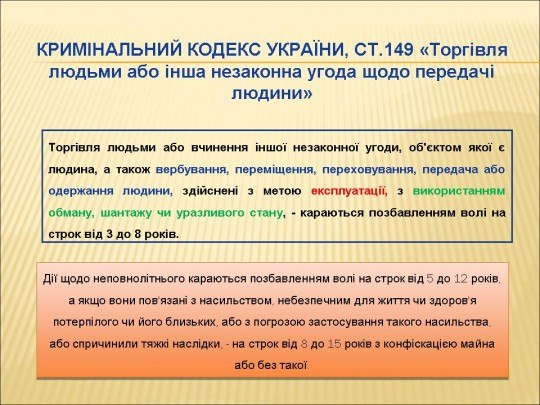 КРИМІНАЛЬНИЙ КОДЕКС УКРАЇНИ, СТ.149 «Торгівля
людьми або інша незаконна угода щодо передачі
людини»
Торгівля людьми або вчинення іншої незаконної угоди, об'єктом якої є
людина, а також вербування, переміщення, переховування, передача або
одержання людини, здійснені з метою експлуатації, з використанням
обману, шантажу чи уразливого стану, - караються позбавленням волі на
строк від 3 до 8 років.
Дії щодо неповнолітнього караються позбавленням волі на строк від 5 до 12 років,
а якщо вони пов'язані з насильством, небезпечним для життя чи здоров'я
потерпілого чи його близьких, або з погрозою застосування такого насильства,
або спричинили тяжкі наслідки, - на строк від 8 до 15 років з конфіскацією майна
або без такої.